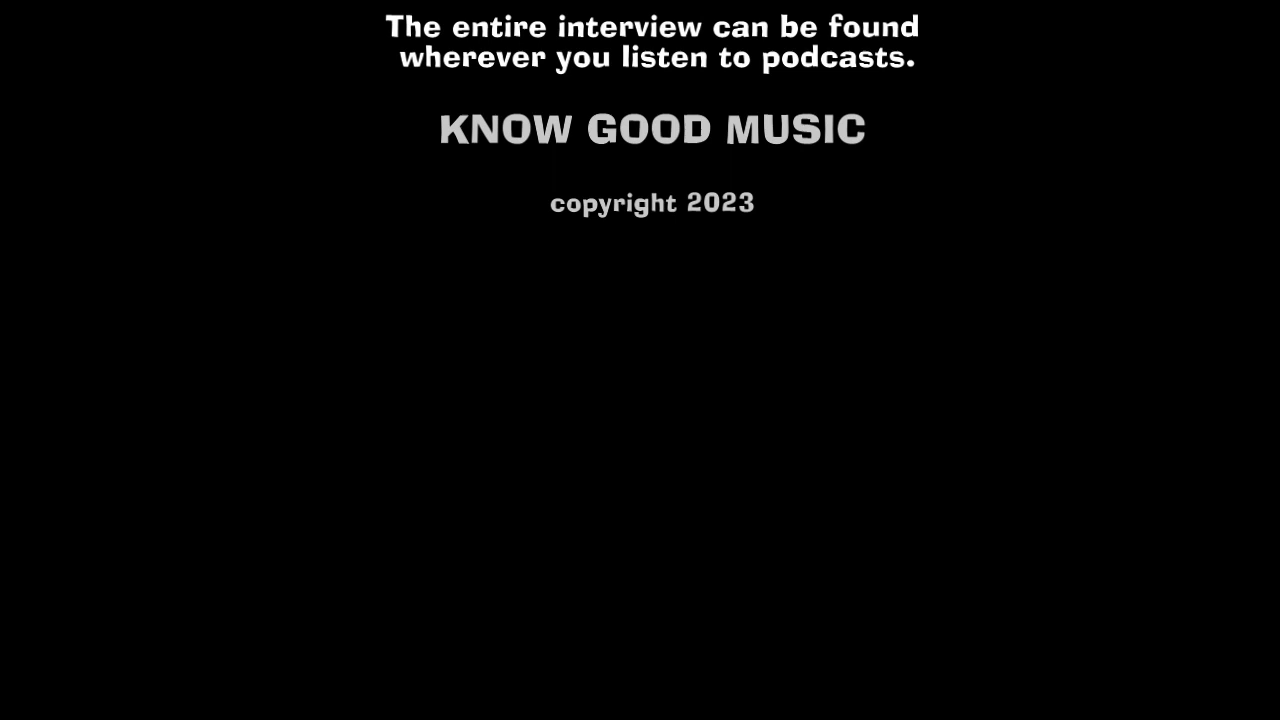 The entire interview can be found
wherever you listen to podcasts.
KNOW GOOD MUSIC
copyright 2023